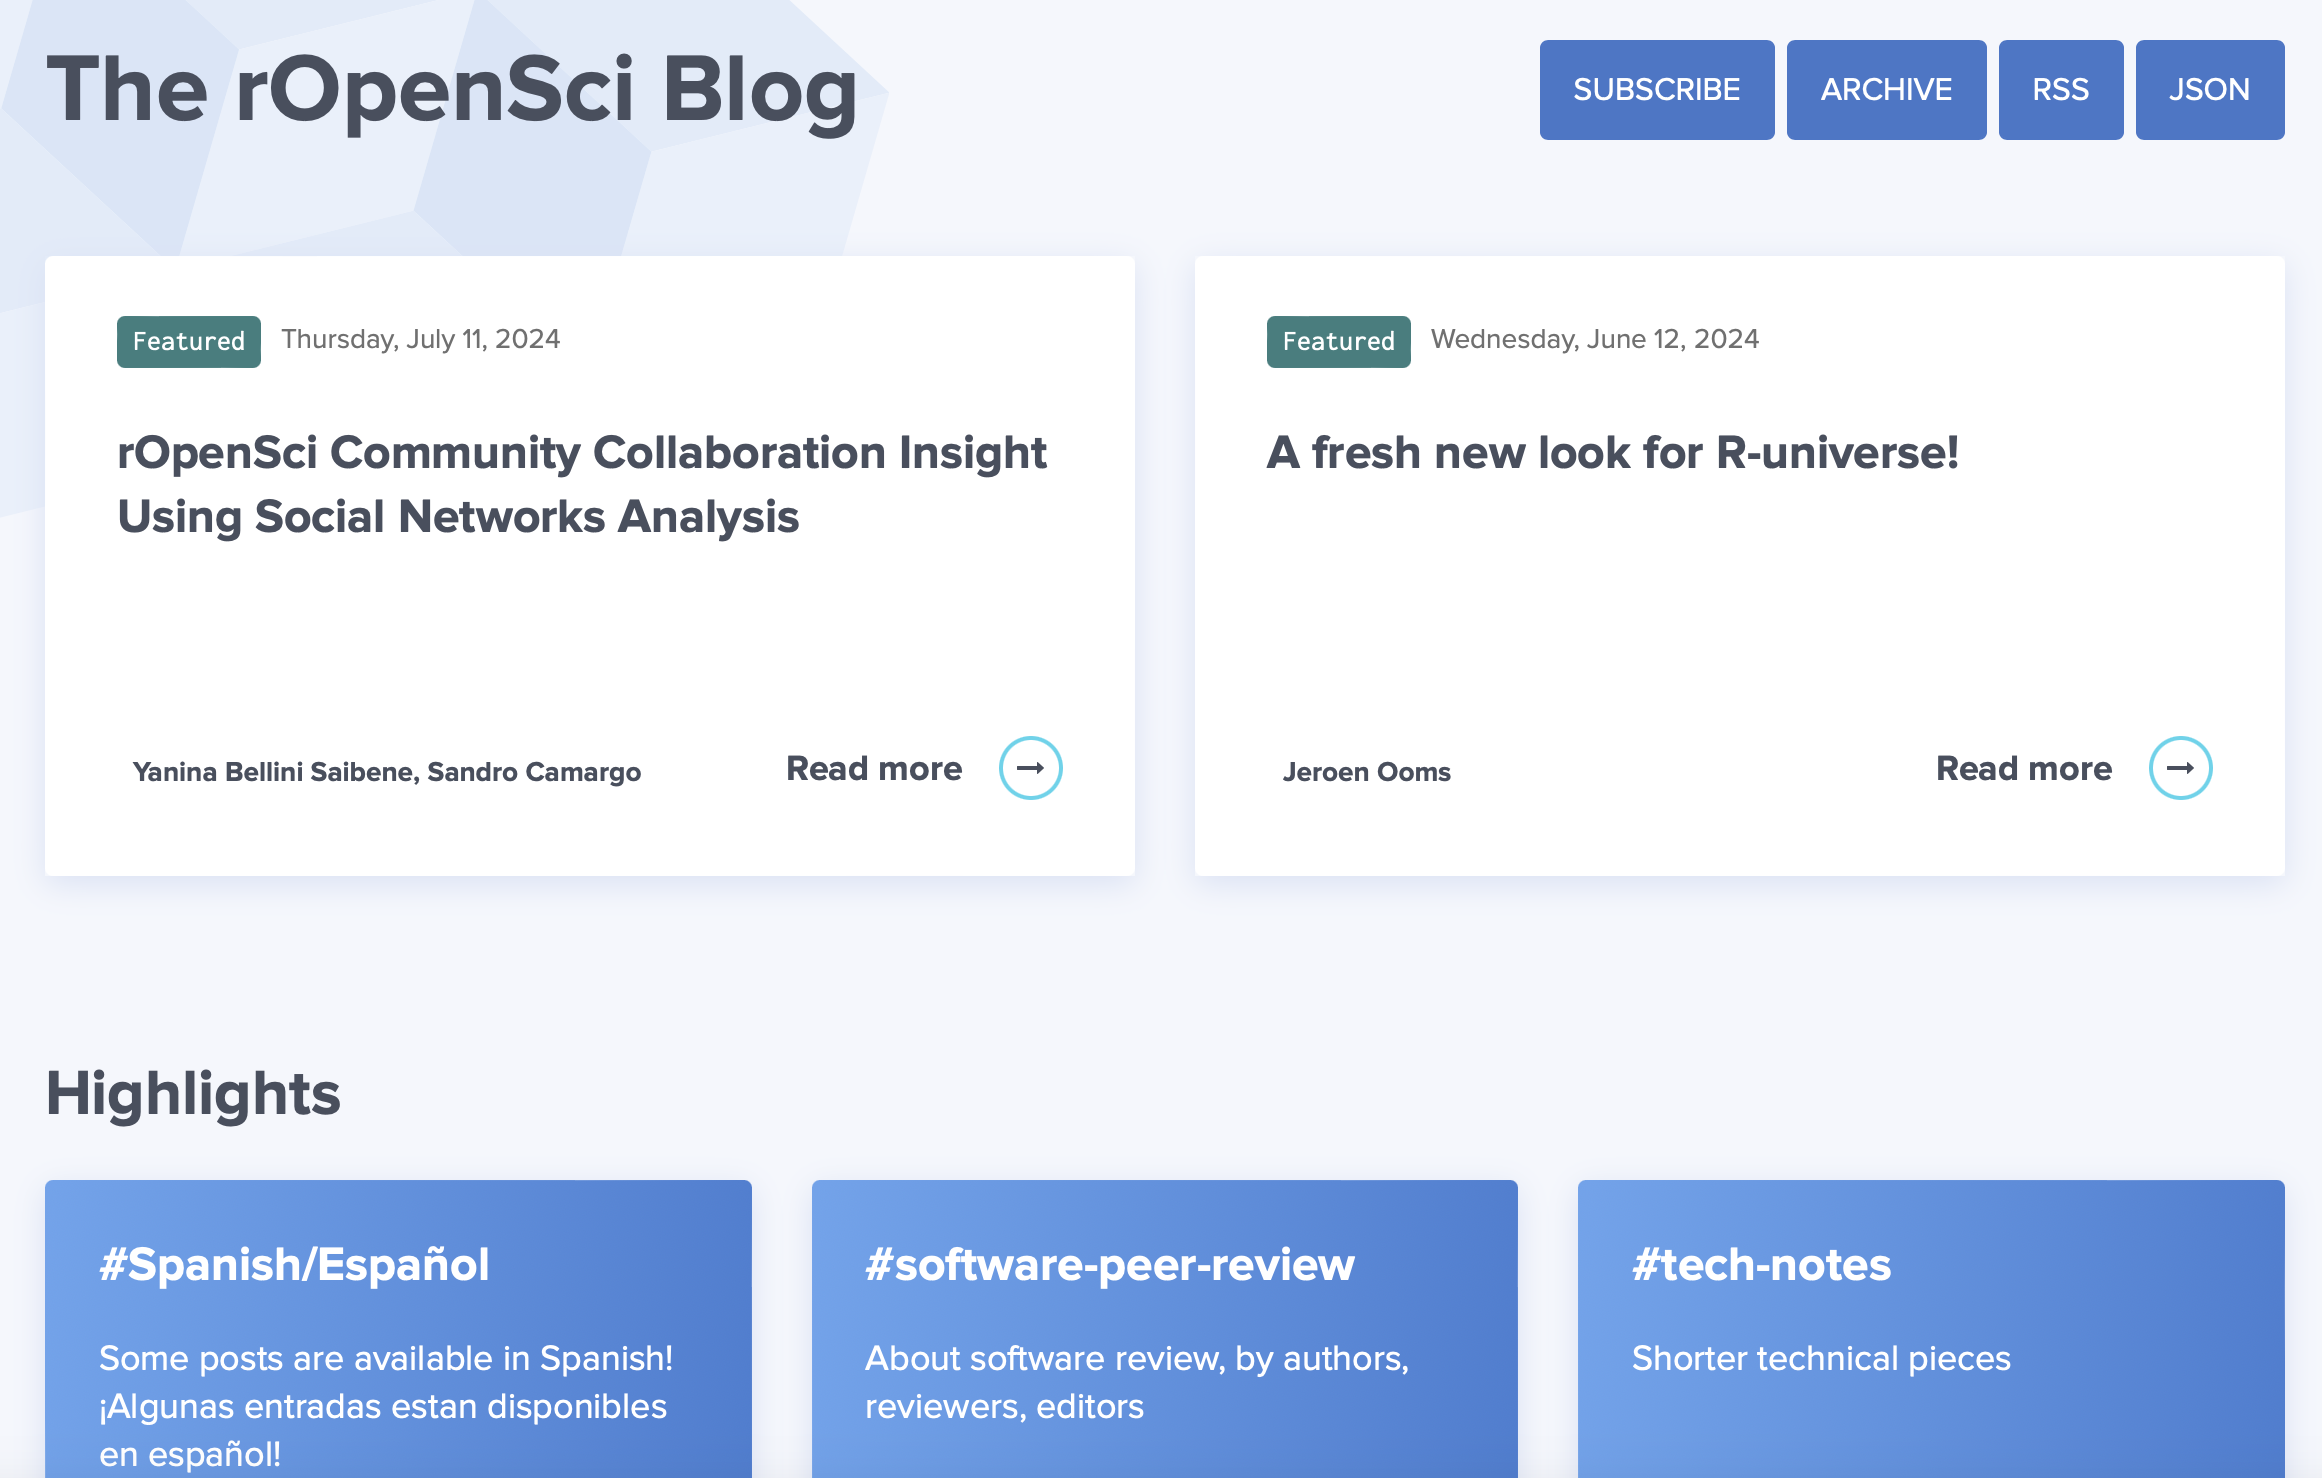 The rOpenSci Blog
SUBSCRIBE
ARCHIVE
RSS
JSON
Featured
Thursday, July 11, 2024
rOpenSci Community Collaboration Insight
Using Social Networks Analysis
Yanina Bellini Saibene, Sandro Camargo
Read more
Featured
Wednesday, June 12, 2024
A fresh new look for R-universe!
Jeroen Ooms
Read more
Highlights
#Spanish/Español
Some posts are available in Spanish!
¡Algunas entradas estan disponibles
en español!
#software-peer-review
About software review, by authors,
reviewers, editors
#tech-notes
Shorter technical pieces